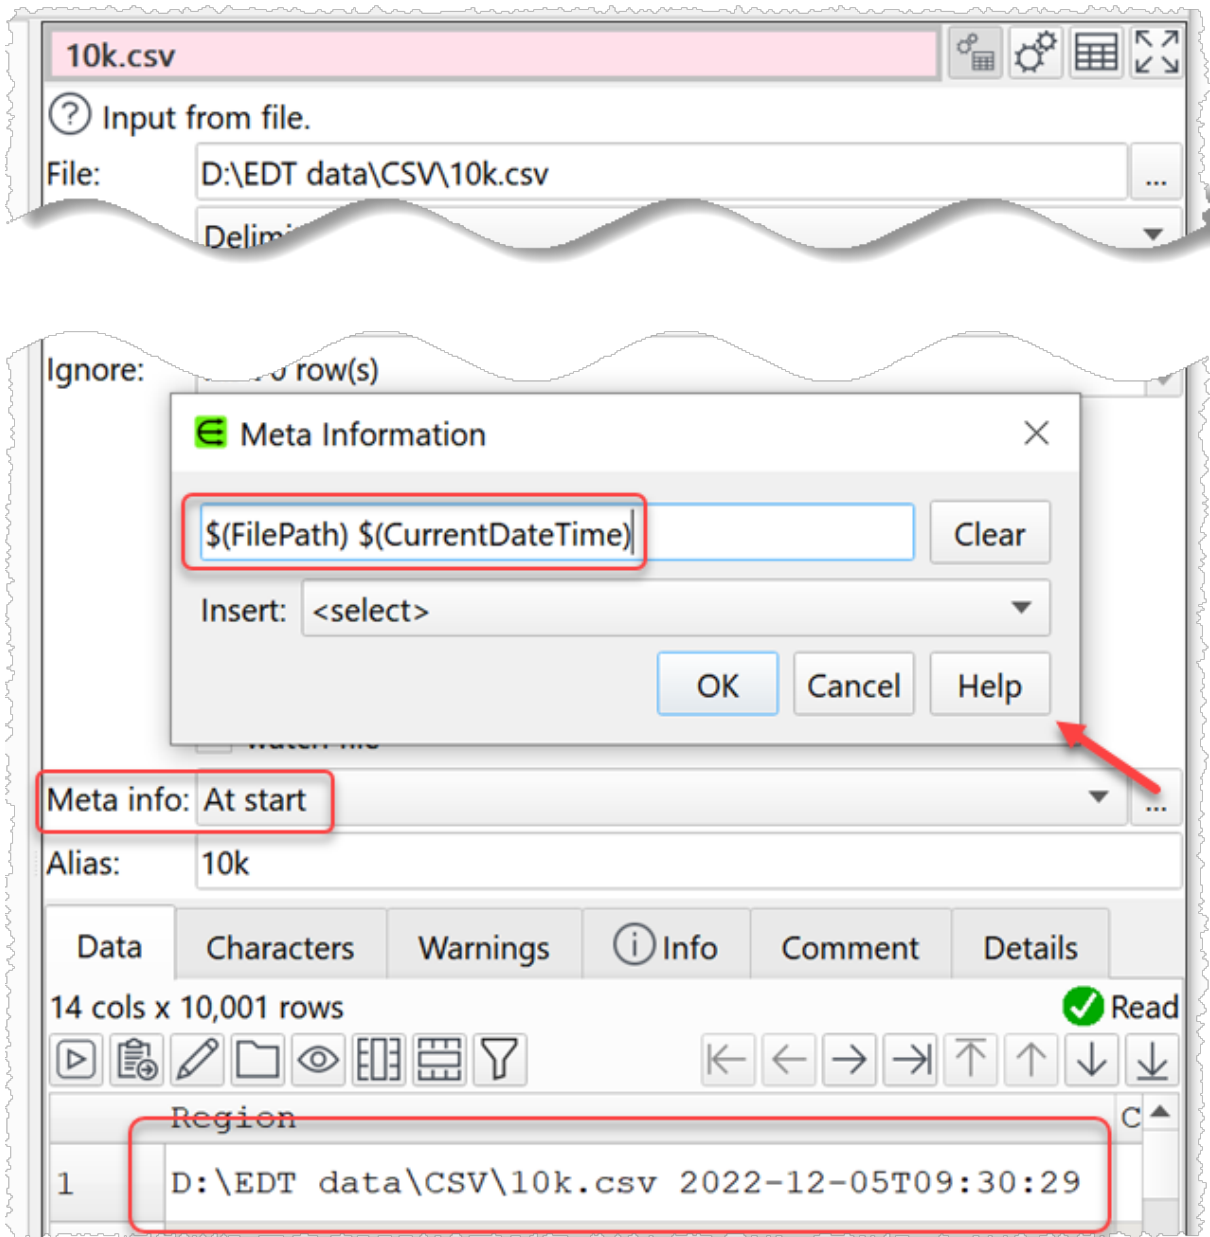 10k.csv
Input from file.
File: D:\EDT data\CSV\10k.csv ...
Ignore: row(s)
Meta Information
$(FilePath) $(CurrentDateTime) Clear
Insert: <select>
OK Cancel Help
Meta info: At start ...
Alias: 10k
Data Characters Warnings Info Comment Details
14 cols x 10,001 rows Read
Region C
1 D:\EDT data\CSV\10k.csv 2022-12-05T09:30:29